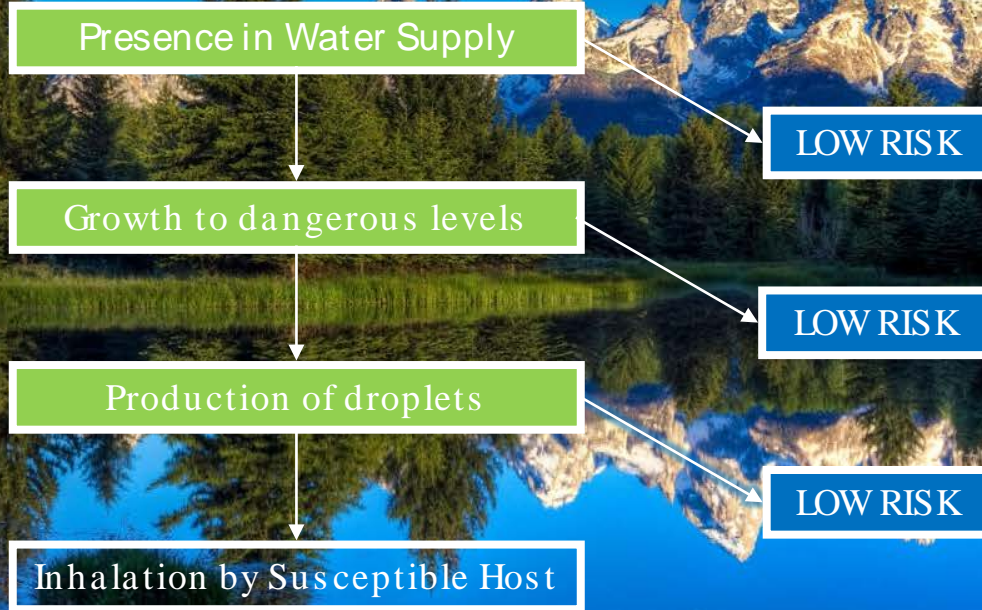 Presence in Water Supply
LOW RISK
Growth to dangerous levels
LOW RISK
Production of droplets
LOW RISK
Inhalation by Susceptible Host